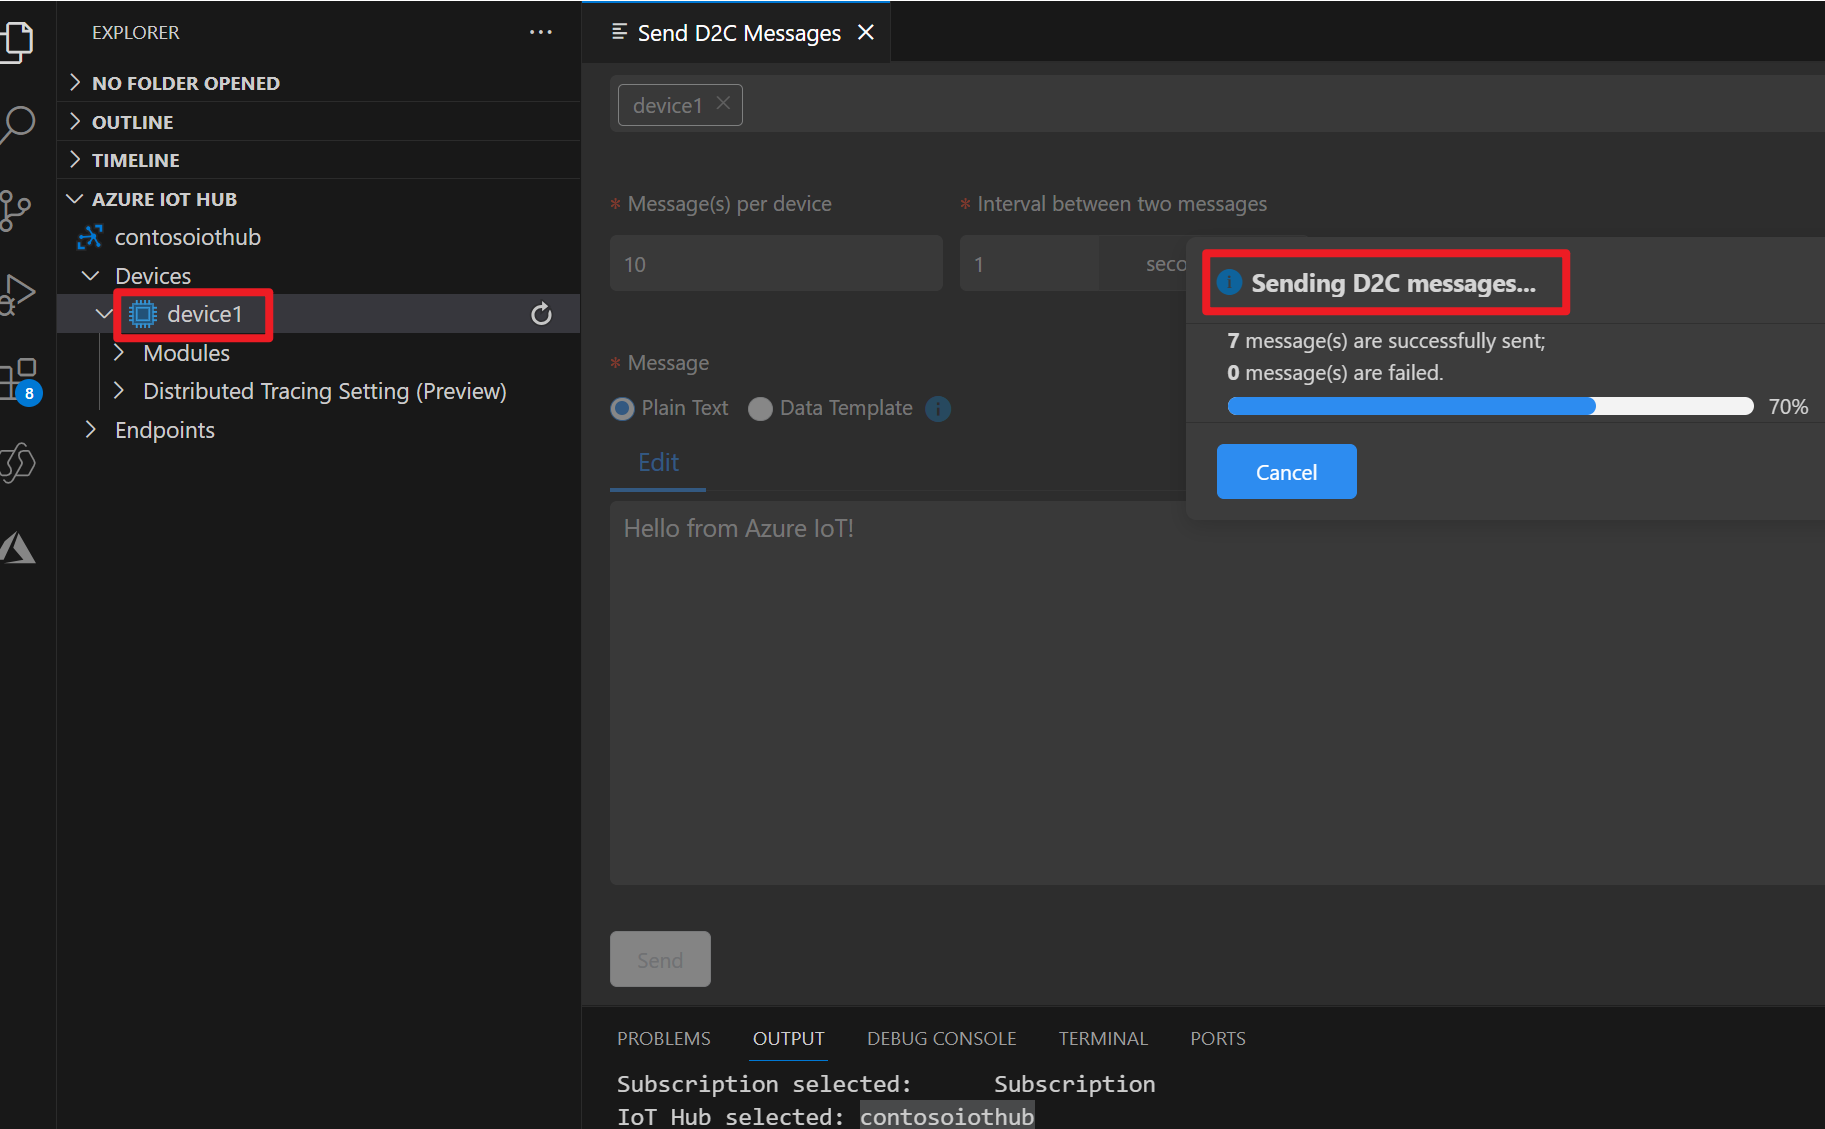 EXPLORER
NO FOLDER OPENED
OUTLINE
TIMELINE
AZURE IOT HUB
contosoiothub
Devices
device1
Modules
Distributed Tracing Setting (Preview)
Endpoints
8
Send D2C Messages
device1
* Message(s) per device
* Interval between two messages
10
1
seco
* Message
Plain Text
Data Template
Edit
Hello from Azure IoT!
Send
Sending D2C messages...
7 message(s) are successfully sent;
0 message(s) are failed.
70%
Cancel
PROBLEMS
OUTPUT
DEBUG CONSOLE
TERMINAL
PORTS
Subscription selected: Subscription
IoT Hub selected: contosoiothub